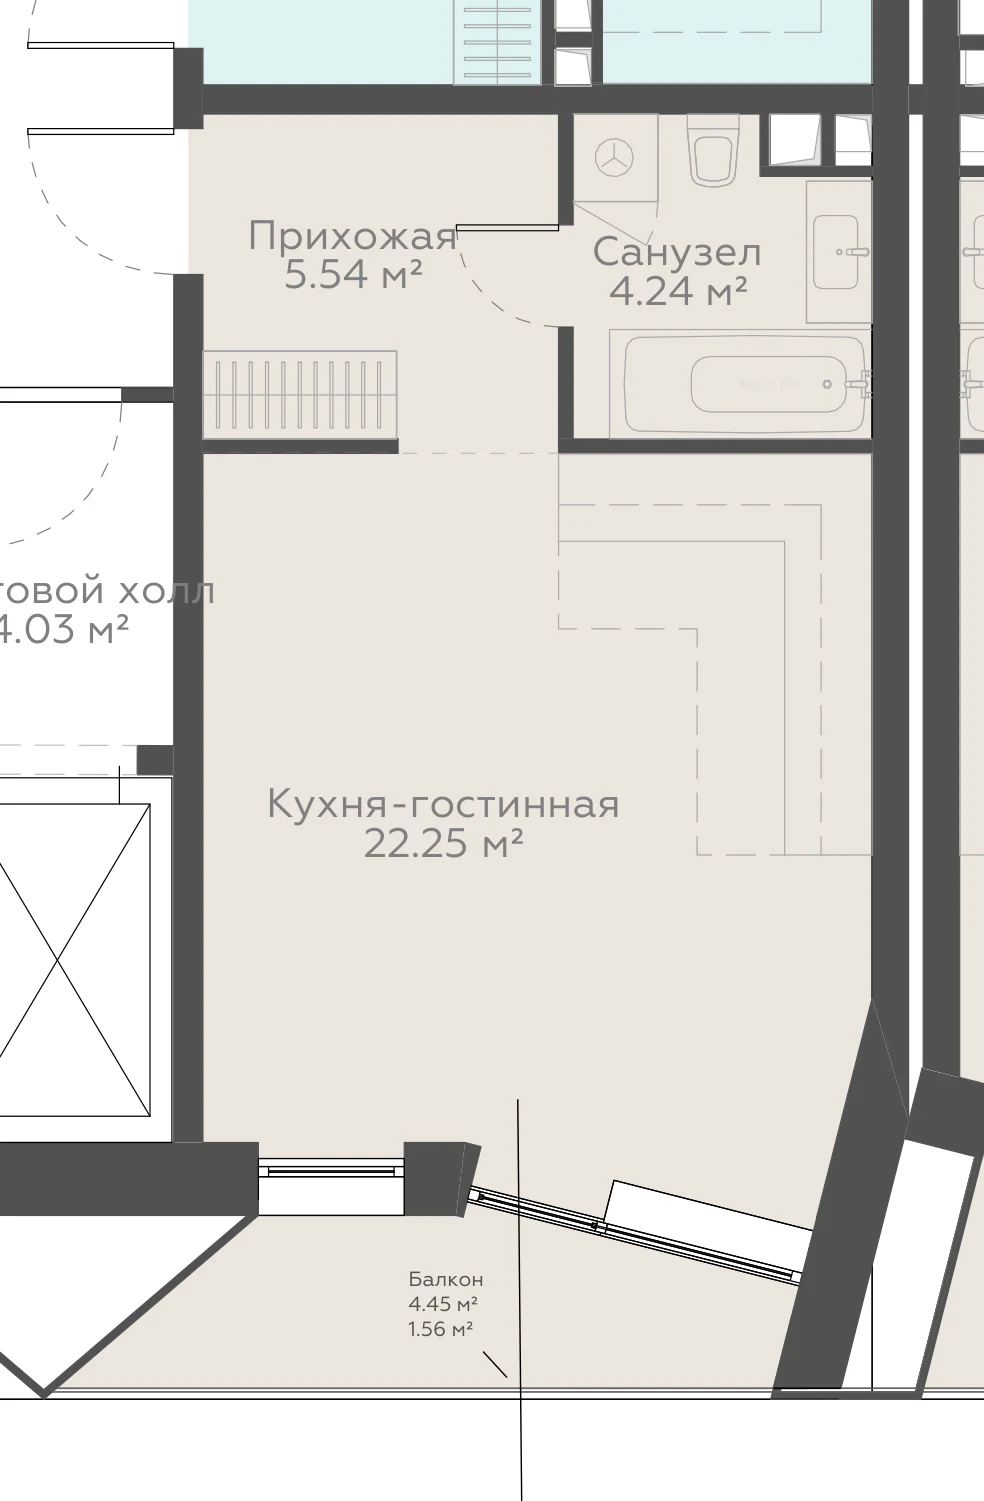 Прихожая
5.54 м²
Санузел
4.24 м²
товой холл
4.03 м²
Кухня-гостинная
22.25 м²
Балкон
4.45 м²
1.56 м²